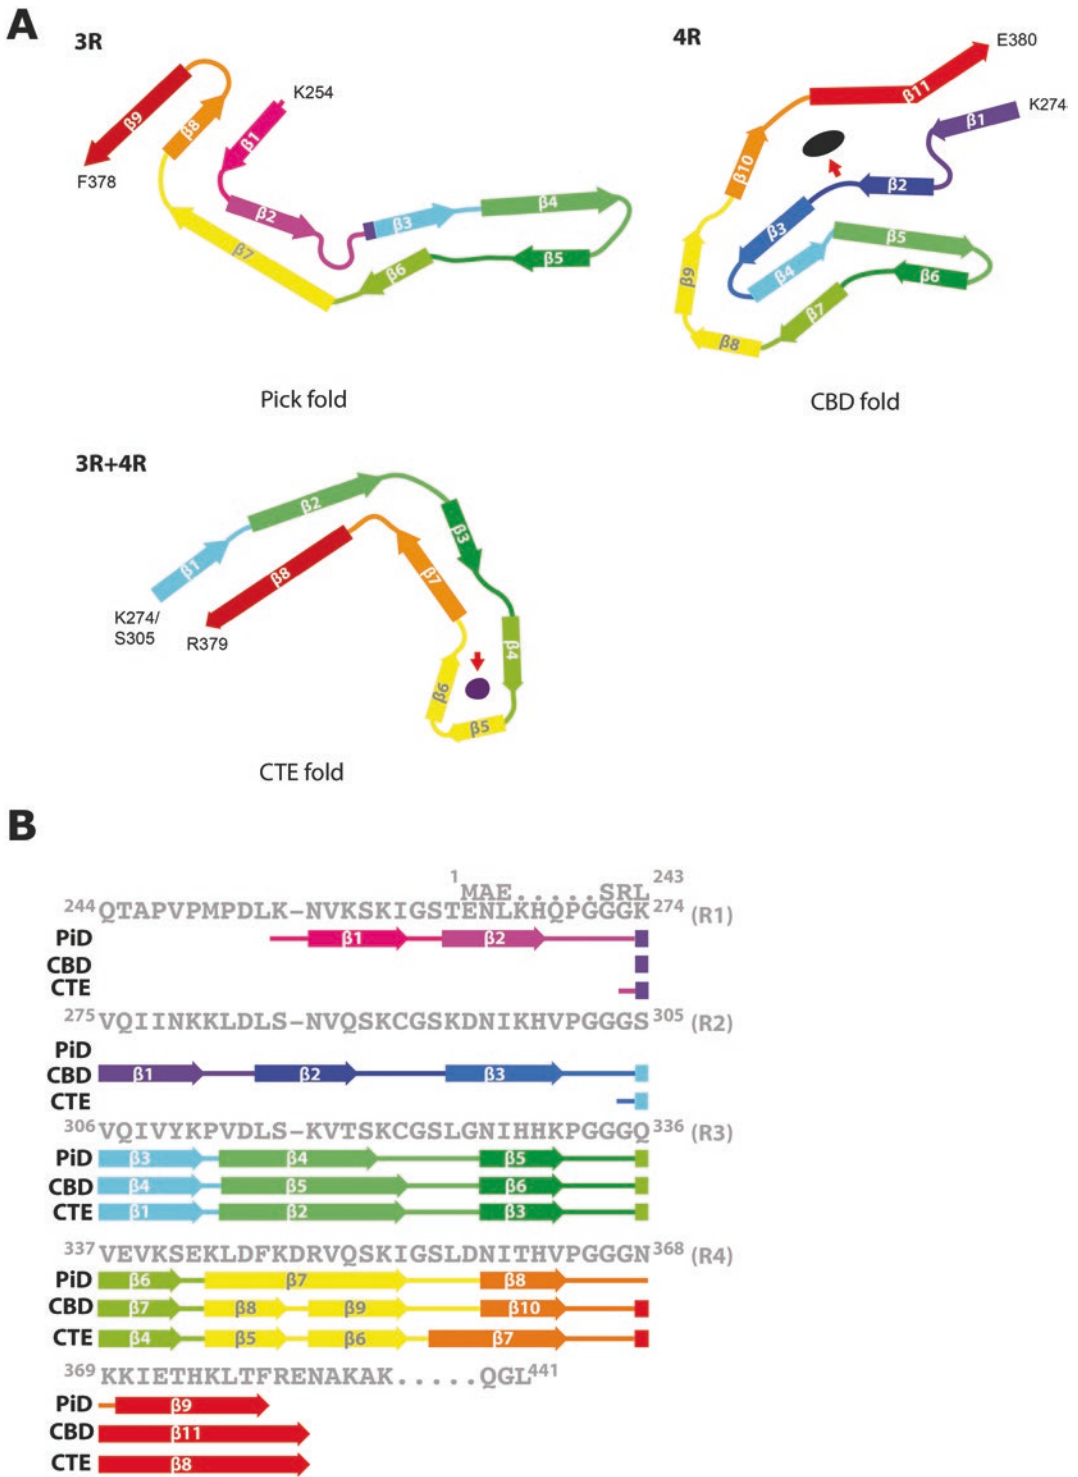 A
3R
4R
K254
E380
K274
β9
β8
β1
F378
β2
β3
β4
β7
β6
β5
β11
β1
β10
β2
β3
β5
β4
β6
β9
β7
β8
Pick fold
CBD fold
3R+4R
β2
β1
β3
β8
β7
K274/
S305
R379
β4
β6
β5
CTE fold
B
1 MAE.....SRL 243
244 QTAPVPMPDLK-NVKSKIGSTENLKHQPGGGK 274 (R1)
PiD β1 β2
CBD
CTE
275 VQIINKKLDLS-NVQSKCGSKDNIKHVPGGGS 305 (R2)
PiD
CBD β1 β2 β3
CTE
306 VQIVYKPVDLS-KVTSKCGSLGNIHHKPGGGQ 336 (R3)
PiD β3 β4 β5
CBD β4 β5 β6
CTE β1 β2 β3
337 VEVKSEKLDFKDRVQSKIGSLDNITHVPGGGN 368 (R4)
PiD β6 β7 β8
CBD β7 β8 β9 β10
CTE β4 β5 β6 β7
369 KKIETHKLTFRENAKAK.....QGL 441
PiD β9
CBD β11
CTE β8